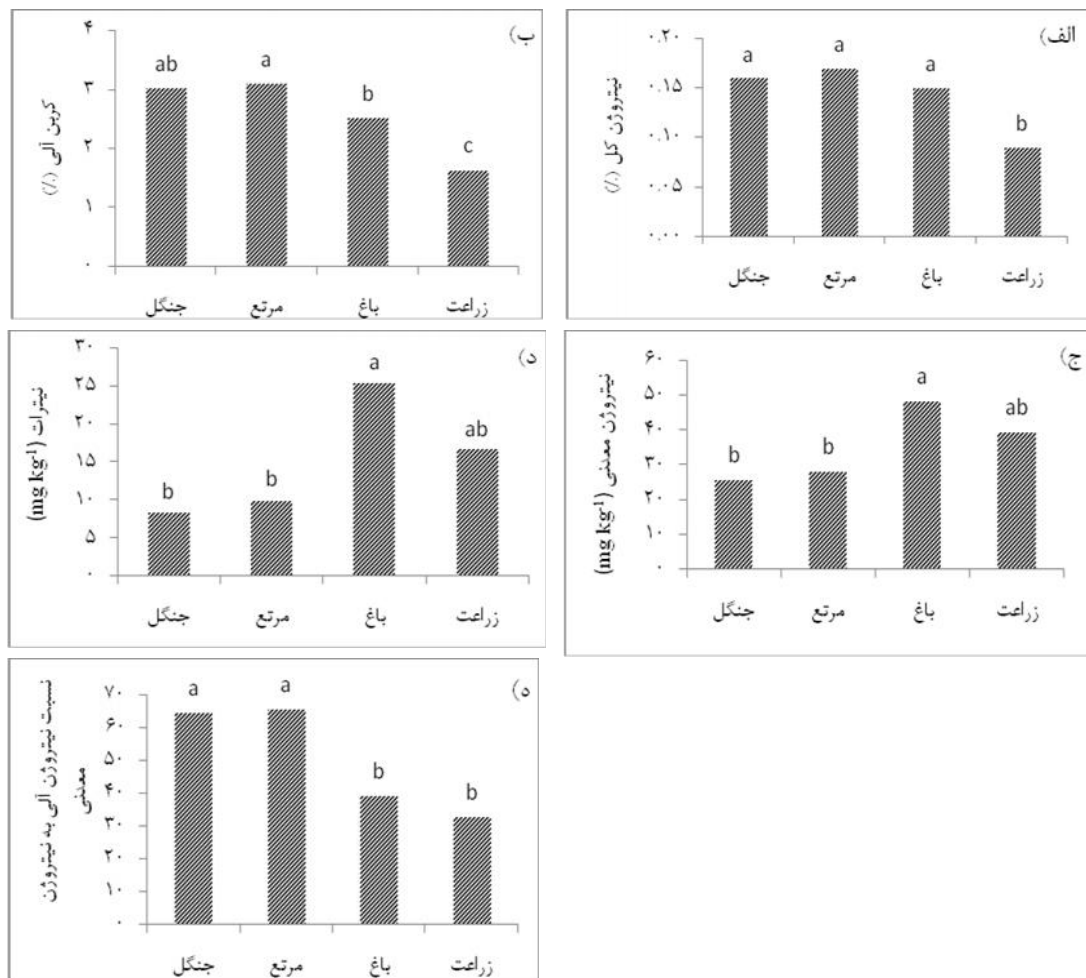 الف)
نیتروژن کل (%)
۰.۲۰
۰.۱۵
۰.۱۰
۰.۰۵
۰.۰۰
a
a
a
b
جنگل
مرتع
باغ
زراعت
ب)
کربن آلی (%)
۴
۳
۲
۱
۰
ab
a
b
c
جنگل
مرتع
باغ
زراعت
ج)
نیتروژن معدنی (mg kg-1)
۶۰
۵۰
۴۰
۳۰
۲۰
۱۰
۰
b
b
a
ab
جنگل
مرتع
باغ
زراعت
د)
نیترات (mg kg-1)
۳۰
۲۵
۲۰
۱۵
۱۰
۵
۰
b
b
a
ab
جنگل
مرتع
باغ
زراعت
ه)
نسبت نیتروژن آلی به نیتروژن
معدنی
۷۰
۶۰
۵۰
۴۰
۳۰
۲۰
۱۰
۰
a
a
b
b
جنگل
مرتع
باغ
زراعت